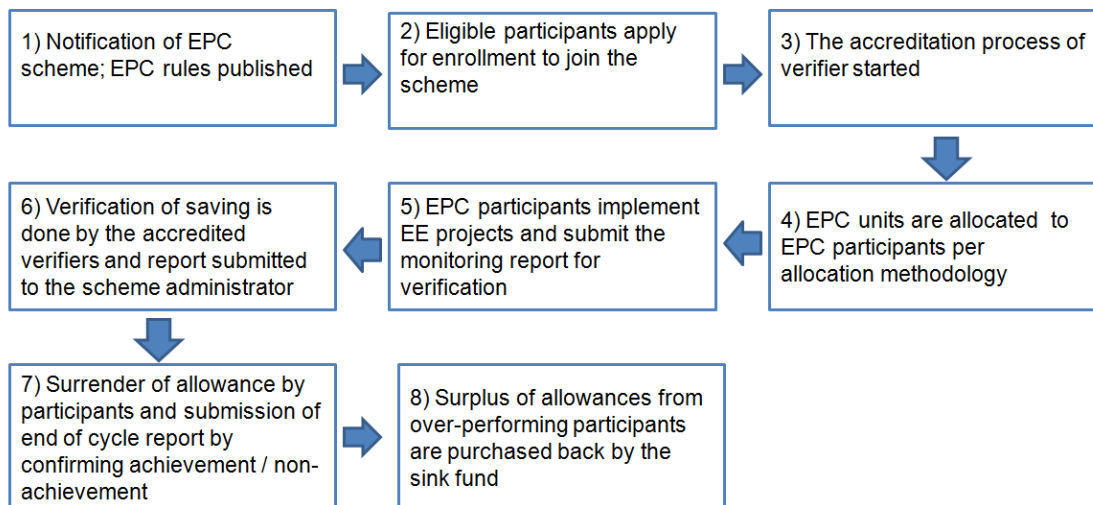 1) Notification of EPC
scheme; EPC rules published
2) Eligible participants apply
for enrollment to join the
scheme
3) The accreditation process of
verifier started
4) EPC units are allocated  to
EPC participants per
allocation methodology
5) EPC participants implement
EE projects and submit the
monitoring report for
verification
6) Verification of saving is
done by the accredited
verifiers and report submitted
to the scheme administrator
7) Surrender of allowance by
participants and submission of
end of cycle report by
confirming achievement / non-
achievement
8) Surplus of allowances from
over-performing participants
are purchased back by the
sink fund